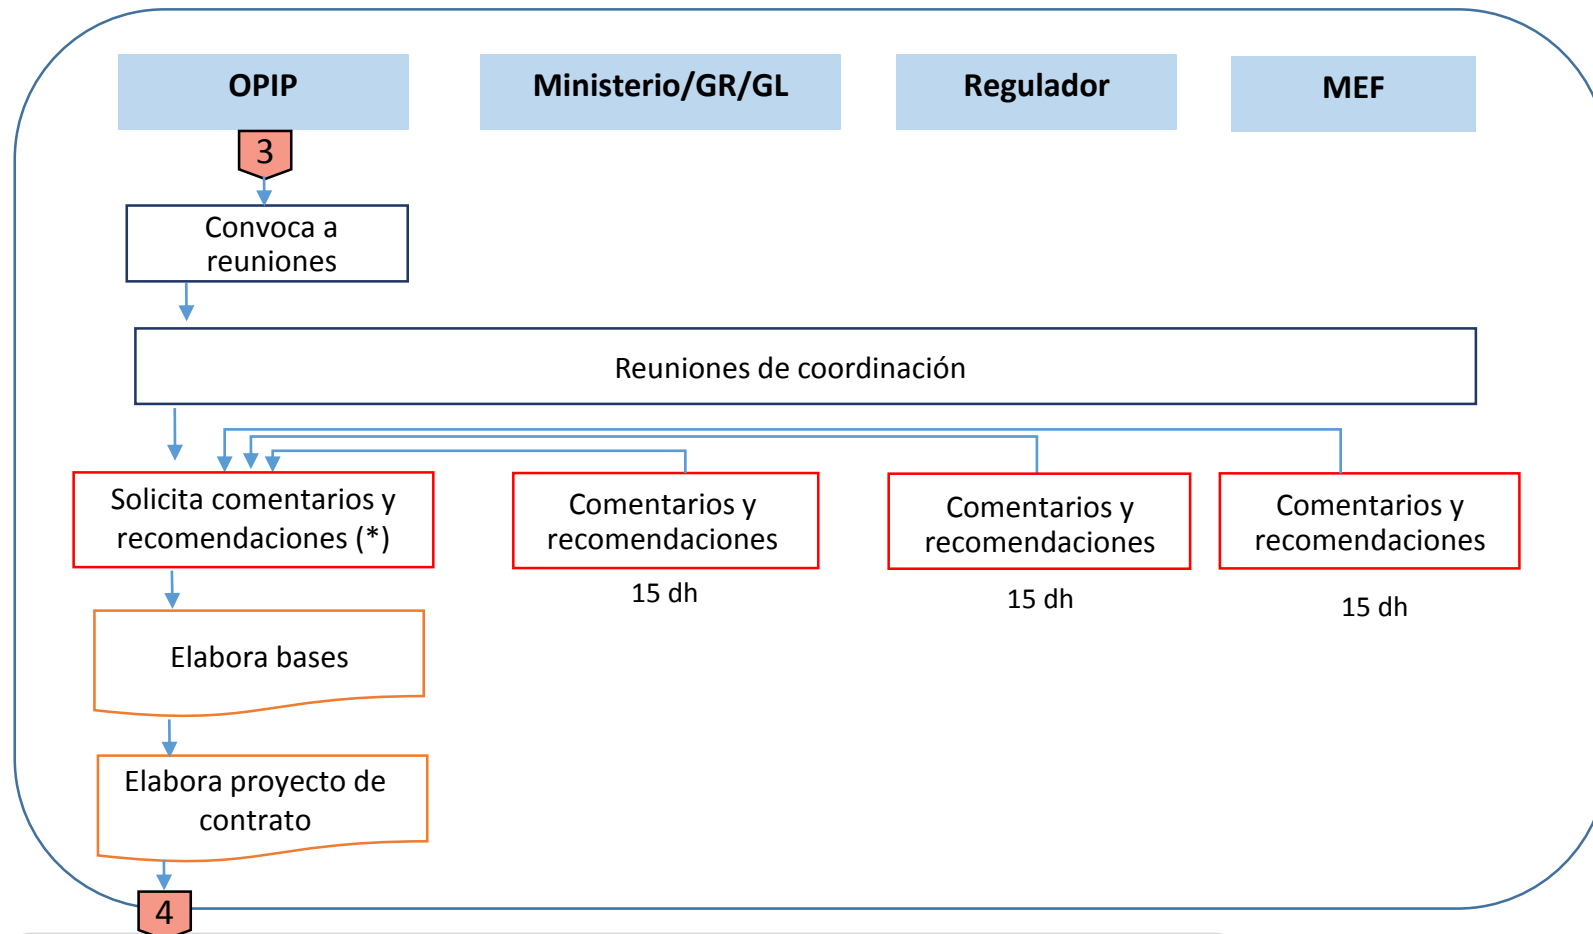 OPIP
Ministerio/GR/GL
Regulador
MEF
3
Convoca a
reuniones
Reuniones de coordinación
Solicita comentarios y
recomendaciones (*)
Comentarios y
recomendaciones
15 dh
Comentarios y
recomendaciones
15 dh
Comentarios y
recomendaciones
15 dh
Elabora bases
Elabora proyecto de
contrato
4